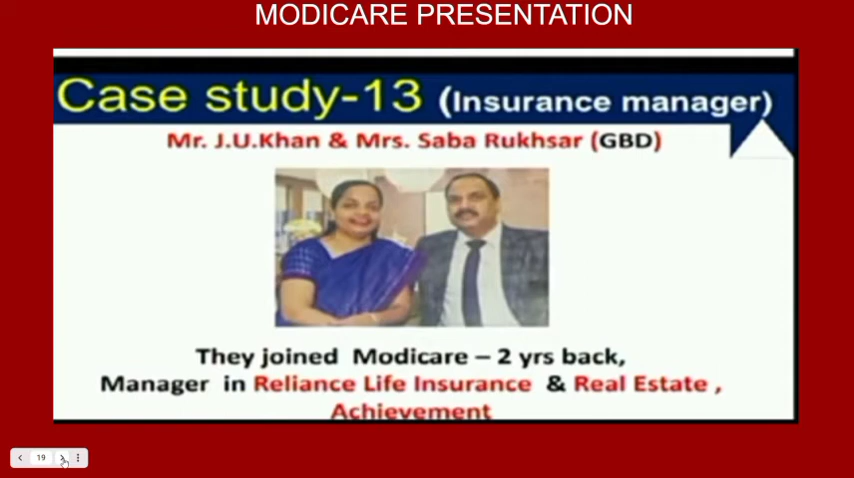 MODICARE PRESENTATION
Case study-13 (Insurance manager)
Mr. J.U.Khan & Mrs. Saba Rukhsar (GBD)
They joined Modicare – 2 yrs back,
Manager in Reliance Life Insurance & Real Estate ,
Achievement
19